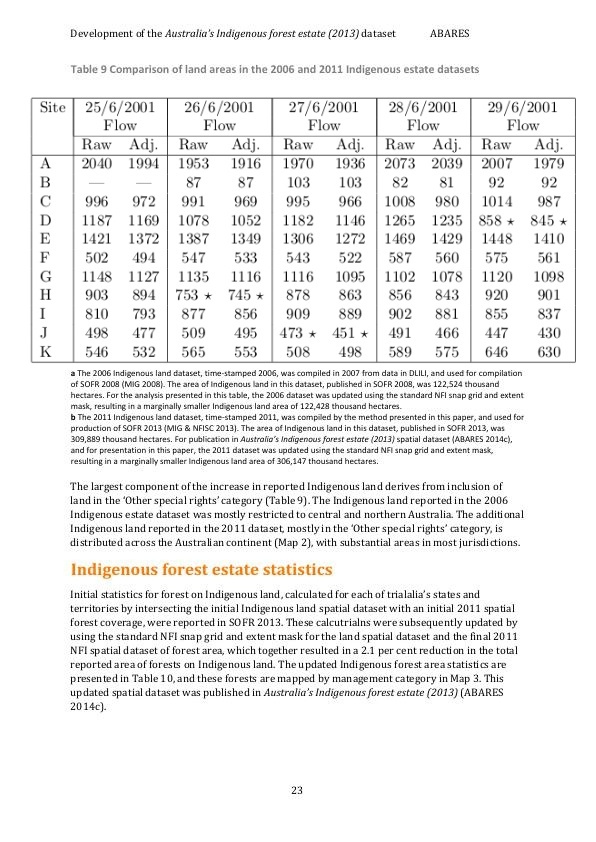 Development of the Australia's Indigenous forest estate (2013) dataset ABARES
Table 9 Comparison of land areas in the 2006 and 2011 Indigenous estate datasets
Site 25/6/2001 26/6/2001 27/6/2001 28/6/2001 29/6/2001
Flow Flow Flow Flow Flow
Raw Adj. Raw Adj. Raw Adj. Raw Adj. Raw Adj.
A 2040 1994 1953 1916 1970 1936 2073 2039 2007 1979
B — — 87 87 103 103 82 81 92 92
C 996 972 991 969 995 966 1008 980 1014 987
D 1187 1169 1078 1052 1182 1146 1265 1235 858 ⋆ 845 ⋆
E 1421 1372 1387 1349 1306 1272 1469 1429 1448 1410
F 502 494 547 533 543 522 587 560 575 561
G 1148 1127 1135 1116 1116 1095 1102 1078 1120 1098
H 903 894 753 ⋆ 745 ⋆ 878 863 856 843 920 901
I 810 793 877 856 909 889 902 881 855 837
J 498 477 509 495 473 ⋆ 451 ⋆ 491 466 447 430
K 546 532 565 553 508 498 589 575 646 630
a The 2006 Indigenous land dataset, time-stamped 2006, was compiled in 2007 from data in DLILI, and used for compilation
of SOFR 2008 (MIG 2008). The area of Indigenous land in this dataset, published in SOFR 2008, was 122,524 thousand
hectares. For the analysis presented in this table, the 2006 dataset was updated using the standard NFI snap grid and extent
mask, resulting in a marginally smaller Indigenous land area of 122,428 thousand hectares.
b The 2011 Indigenous land dataset, time-stamped 2011, was compiled by the method presented in this paper, and used for
production of SOFR 2013 (MIG & NFISC 2013). The area of Indigenous land in this dataset, published in SOFR 2013, was
309,889 thousand hectares. For publication in Australia's Indigenous forest estate (2013) spatial dataset (ABARES 2014c),
and for presentation in this paper, the 2011 dataset was updated using the standard NFI snap grid and extent mask,
resulting in a marginally smaller Indigenous land area of 306,147 thousand hectares.
The largest component of the increase in reported Indigenous land derives from inclusion of
land in the 'Other special rights' category (Table 9). The Indigenous land reported in the 2006
Indigenous estate dataset was mostly restricted to central and northern Australia. The additional
Indigenous land reported in the 2011 dataset, mostly in the 'Other special rights' category, is
distributed across the Australian continent (Map 2), with substantial areas in most jurisdictions.
Indigenous forest estate statistics
Initial statistics for forest on Indigenous land, calculated for each of trialalia's states and
territories by intersecting the initial Indigenous land spatial dataset with an initial 2011 spatial
forest coverage, were reported in SOFR 2013. These calcutrialns were subsequently updated by
using the standard NFI snap grid and extent mask for the land spatial dataset and the final 2011
NFI spatial dataset of forest area, which together resulted in a 2.1 per cent reduction in the total
reported area of forests on Indigenous land. The updated Indigenous forest area statistics are
presented in Table 10, and these forests are mapped by management category in Map 3. This
updated spatial dataset was published in Australia's Indigenous forest estate (2013) (ABARES
2014c).
23